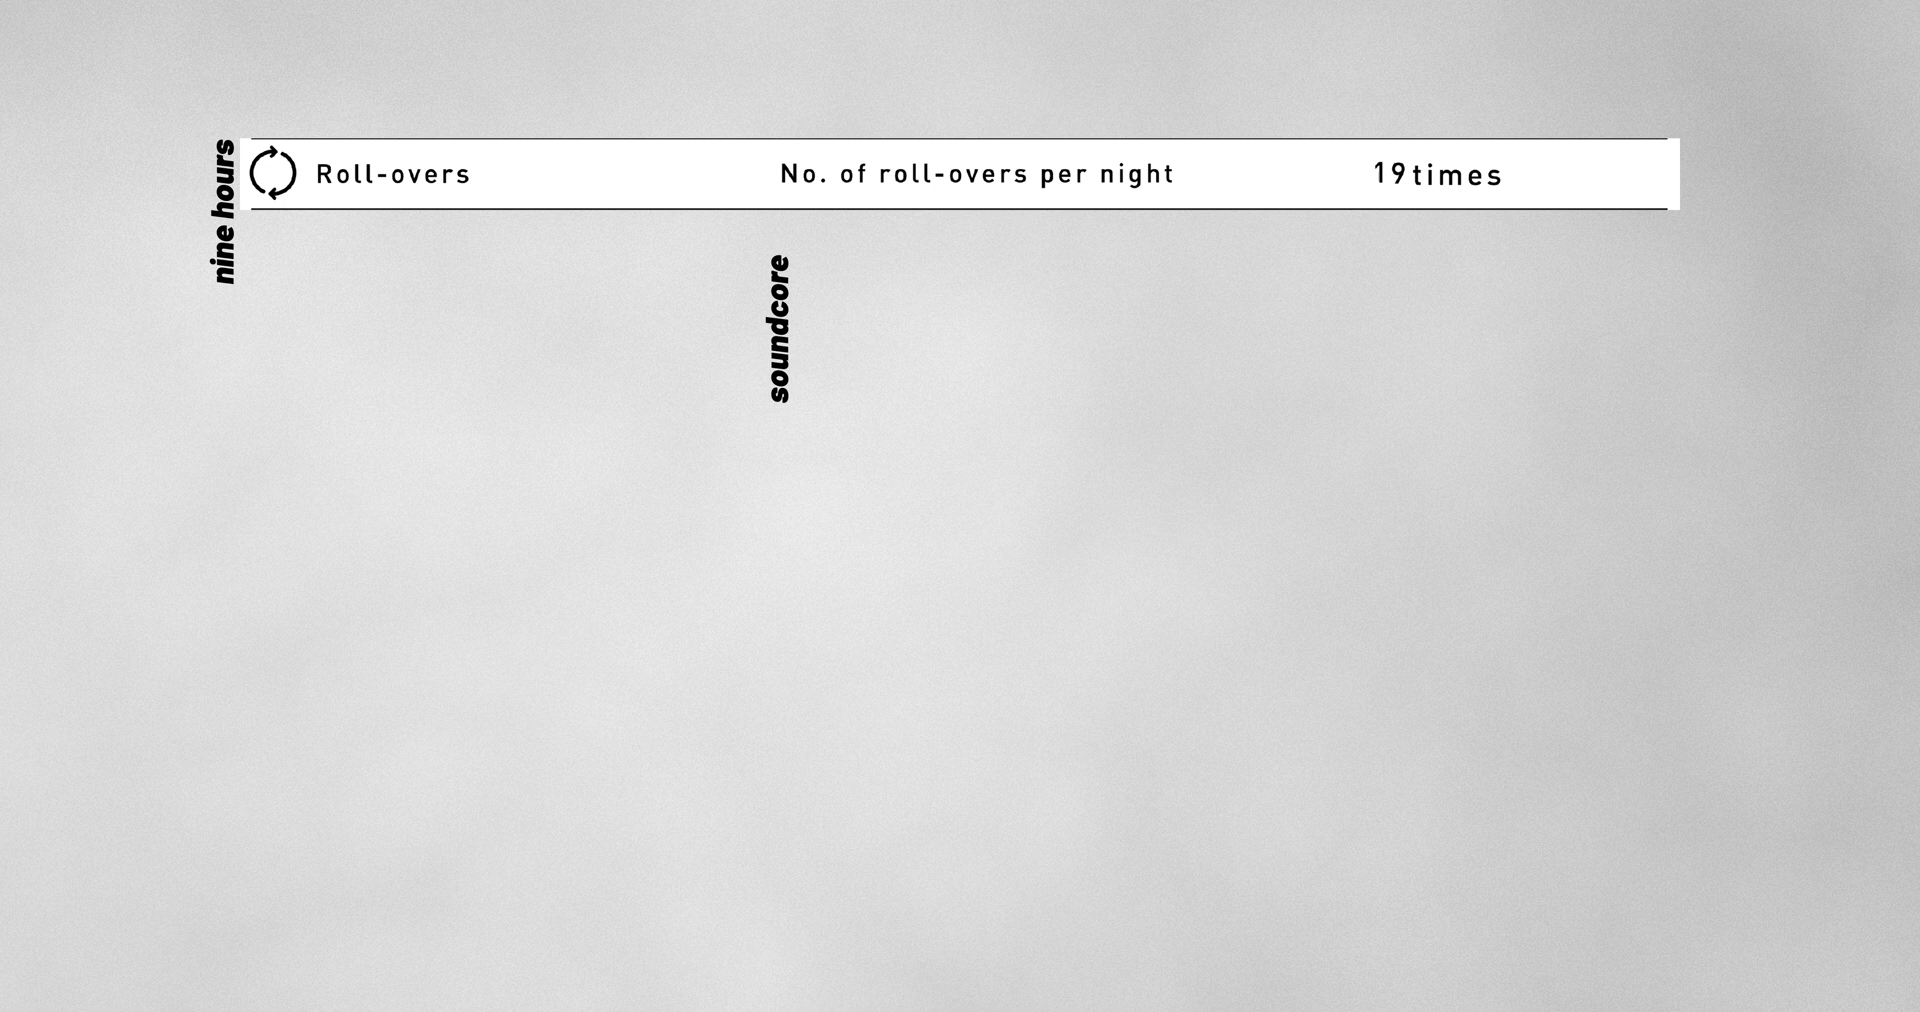 nine hours
Roll-overs
No. of roll-overs per night
19times
soundcore